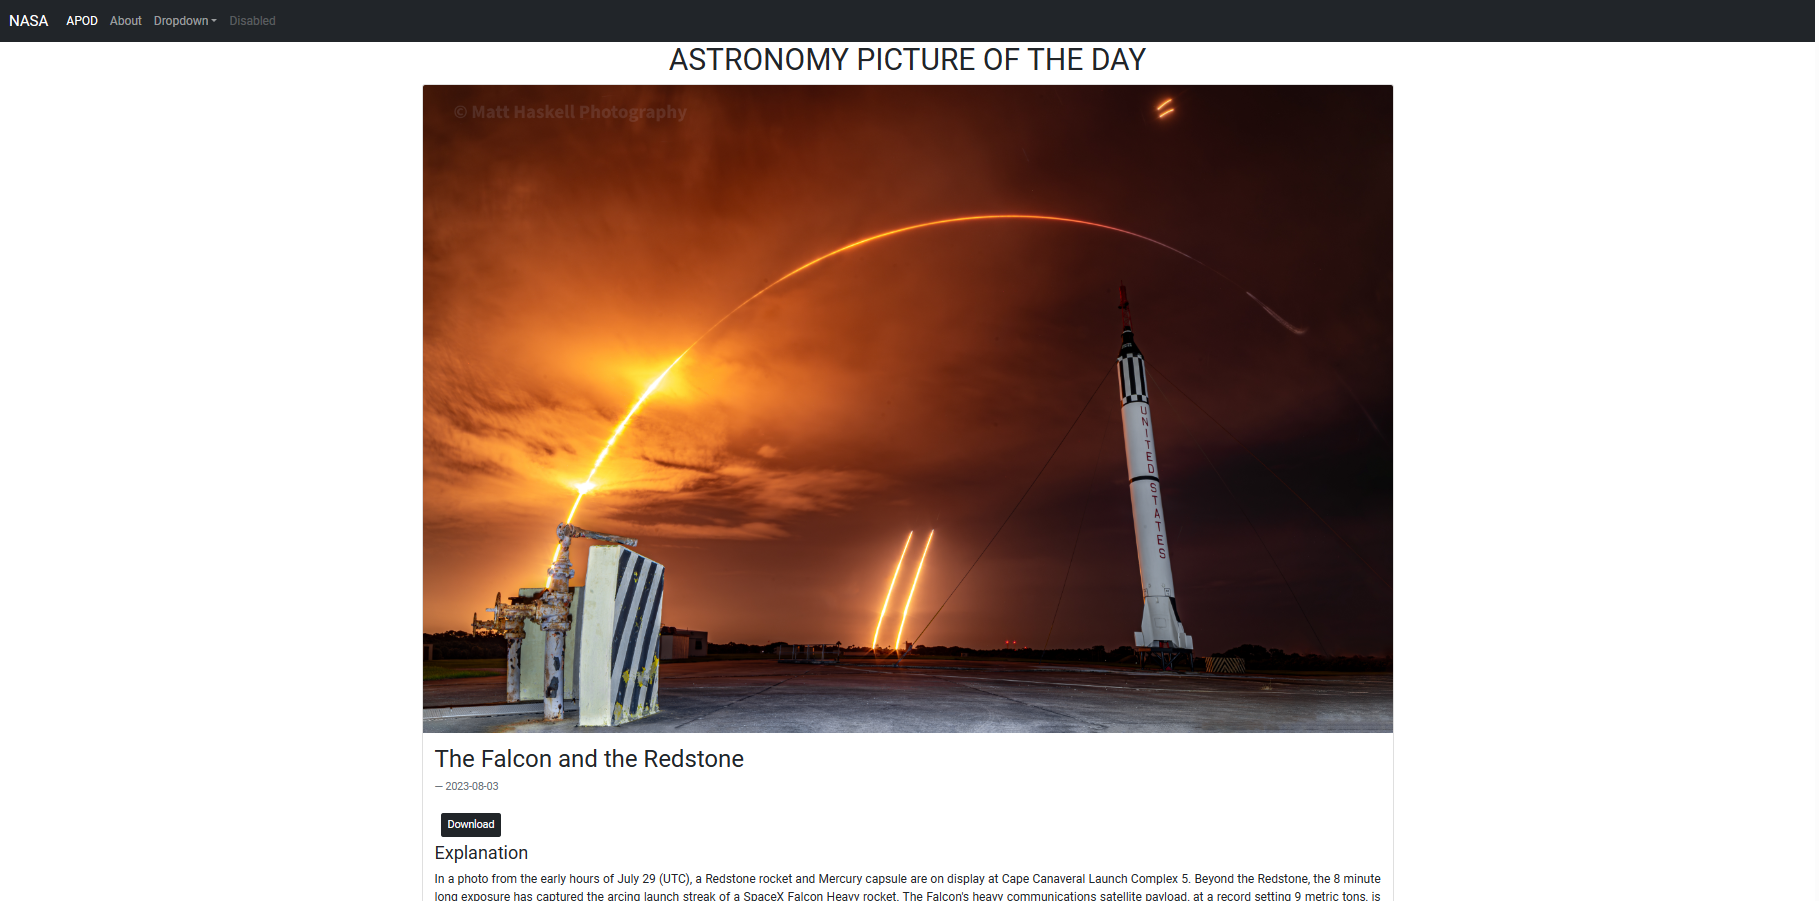 NASA APOD About Dropdown Disabled
ASTRONOMY PICTURE OF THE DAY
© Matt Haskell Photography
UNITED STATES
The Falcon and the Redstone
— 2023-08-03
Download
Explanation
In a photo from the early hours of July 29 (UTC), a Redstone rocket and Mercury capsule are on display at Cape Canaveral Launch Complex 5. Beyond the Redstone, the 8 minute
long exposure has captured the arcing launch streak of a SpaceX Falcon Heavy rocket. The Falcon's heavy communications satellite payload, at a record setting 9 metric tons, is